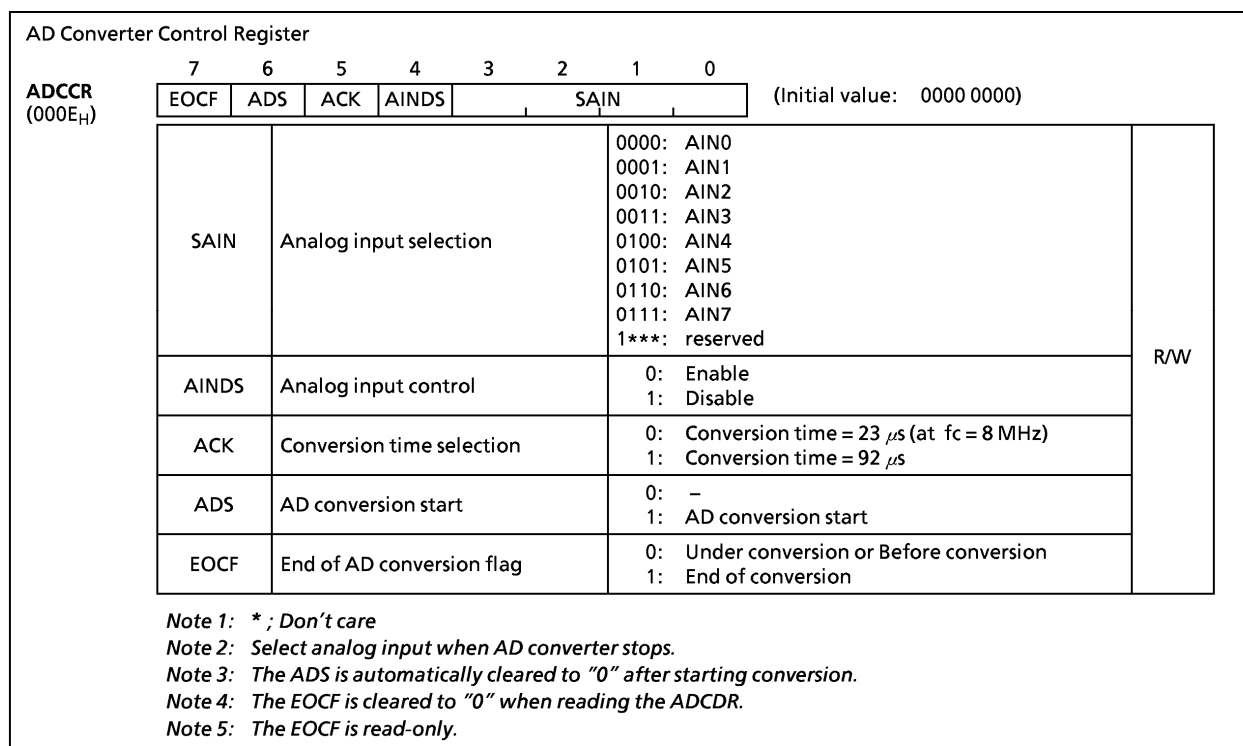 AD Converter Control Register
7 6 5 4 3 2 1 0
ADCCR
(000EH)
EOCF ADS ACK AINDS SAIN (Initial value: 0000 0000)
SAIN Analog input selection
0000: AIN0
0001: AIN1
0010: AIN2
0011: AIN3
0100: AIN4
0101: AIN5
0110: AIN6
0111: AIN7
1***: reserved
R/W
AINDS Analog input control
0: Enable
1: Disable
ACK Conversion time selection
0: Conversion time = 23 μs (at fc = 8 MHz)
1: Conversion time = 92 μs
ADS AD conversion start
0: –
1: AD conversion start
EOCF End of AD conversion flag
0: Under conversion or Before conversion
1: End of conversion
Note 1: * ; Don't care
Note 2: Select analog input when AD converter stops.
Note 3: The ADS is automatically cleared to "0" after starting conversion.
Note 4: The EOCF is cleared to "0" when reading the ADCDR.
Note 5: The EOCF is read-only.